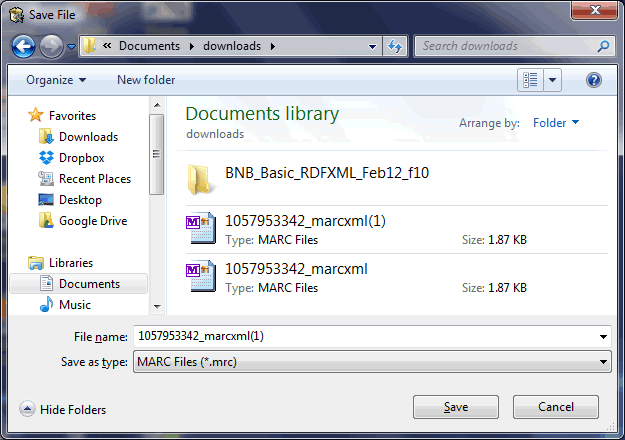 Save File
« Documents downloads
Search downloads
Organize New folder
Favorites
Downloads
Dropbox
Recent Places
Desktop
Google Drive
Libraries
Documents
Music
Documents library
downloads
Arrange by: Folder
BNB_Basic_RDFXML_Feb12_f10
1057953342_marcxml(1)
Type: MARC Files Size: 1.87 KB
1057953342_marcxml
Type: MARC Files Size: 1.87 KB
File name: 1057953342_marcxml(1)
Save as type: MARC Files (*.mrc)
Hide Folders Save Cancel